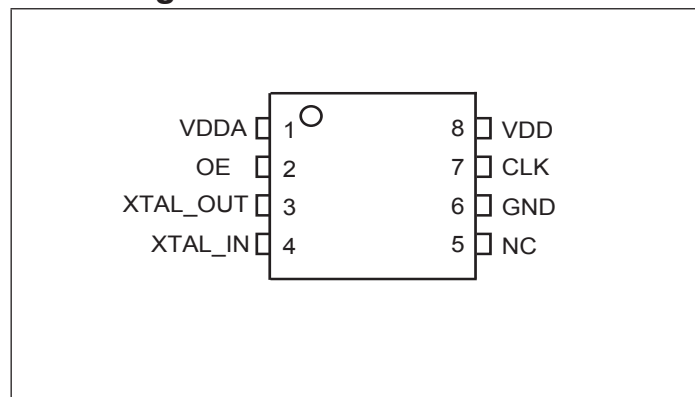 VDDA 1 8 VDD
OE 2 7 CLK
XTAL_OUT 3 6 GND
XTAL_IN 4 5 NC